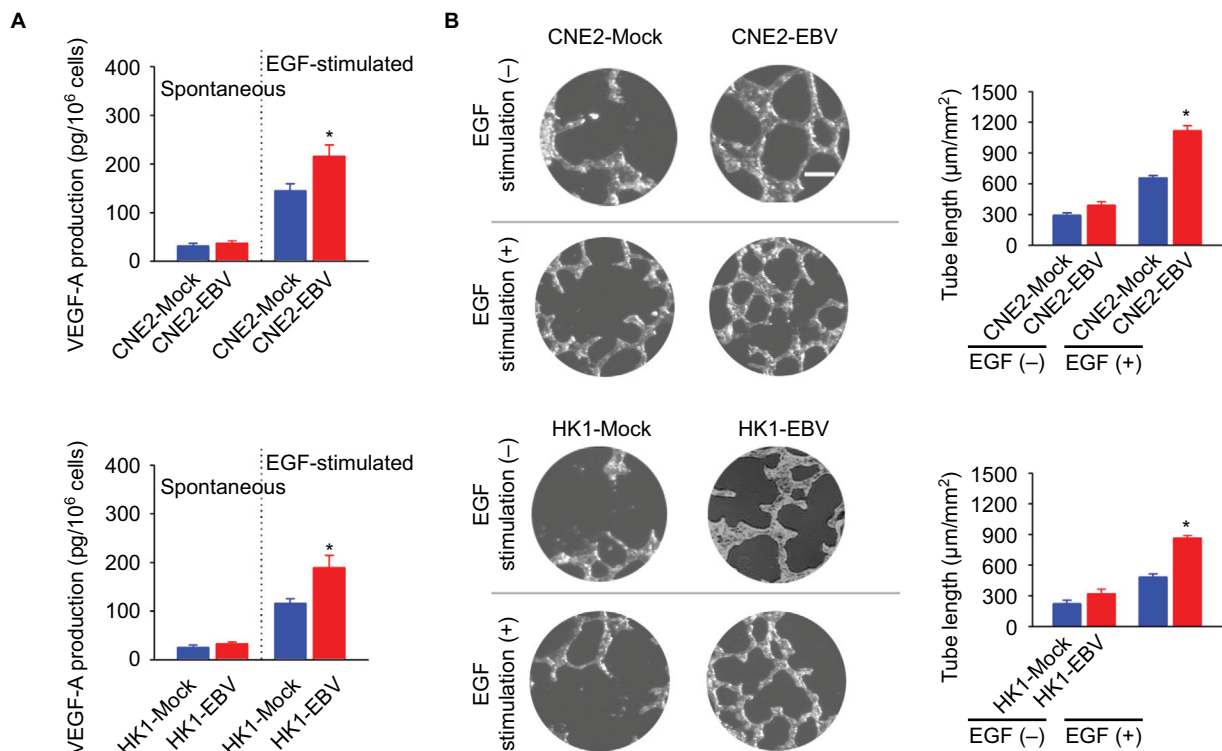 A
VEGF-A production (pg/10⁶ cells)
400
300
200
100
0
Spontaneous
EGF-stimulated
*
CNE2-Mock
CNE2-EBV
CNE2-Mock
CNE2-EBV
VEGF-A production (pg/10⁶ cells)
400
300
200
100
0
Spontaneous
EGF-stimulated
*
HK1-Mock
HK1-EBV
HK1-Mock
HK1-EBV
B
CNE2-Mock
CNE2-EBV
EGF
stimulation (–)
EGF
stimulation (+)
Tube length (µm/mm²)
1500
1200
900
600
300
0
*
CNE2-Mock
CNE2-EBV
CNE2-Mock
CNE2-EBV
EGF (–)
EGF (+)
HK1-Mock
HK1-EBV
EGF
stimulation (–)
EGF
stimulation (+)
Tube length (µm/mm²)
1500
1200
900
600
300
0
*
HK1-Mock
HK1-EBV
EGF (–)
EGF (+)